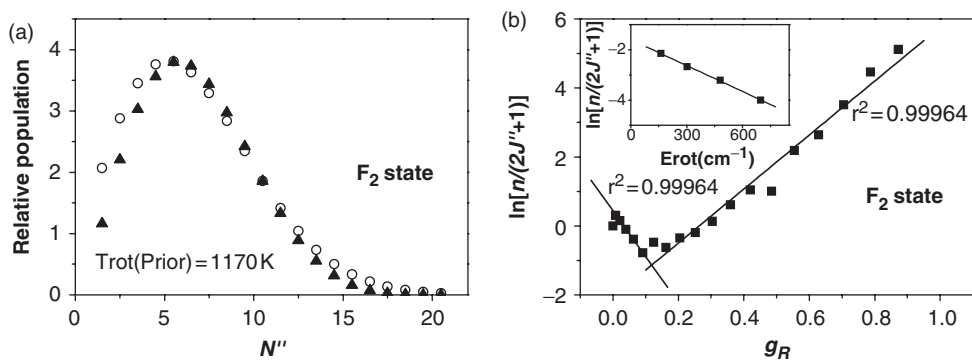 (a)
Relative population
4
3
2
1
0
F₂ state
Trot(Prior) = 1170 K
0
5
10
15
20
N''
(b)
ln[n/(2J''+1)]
6
4
2
0
−2
ln[n/(2J''+1)]
−2
−4
0
300
600
Erot(cm⁻¹)
r² = 0.99964
r² = 0.99964
F₂ state
0.0
0.2
0.4
0.6
0.8
1.0
g_R